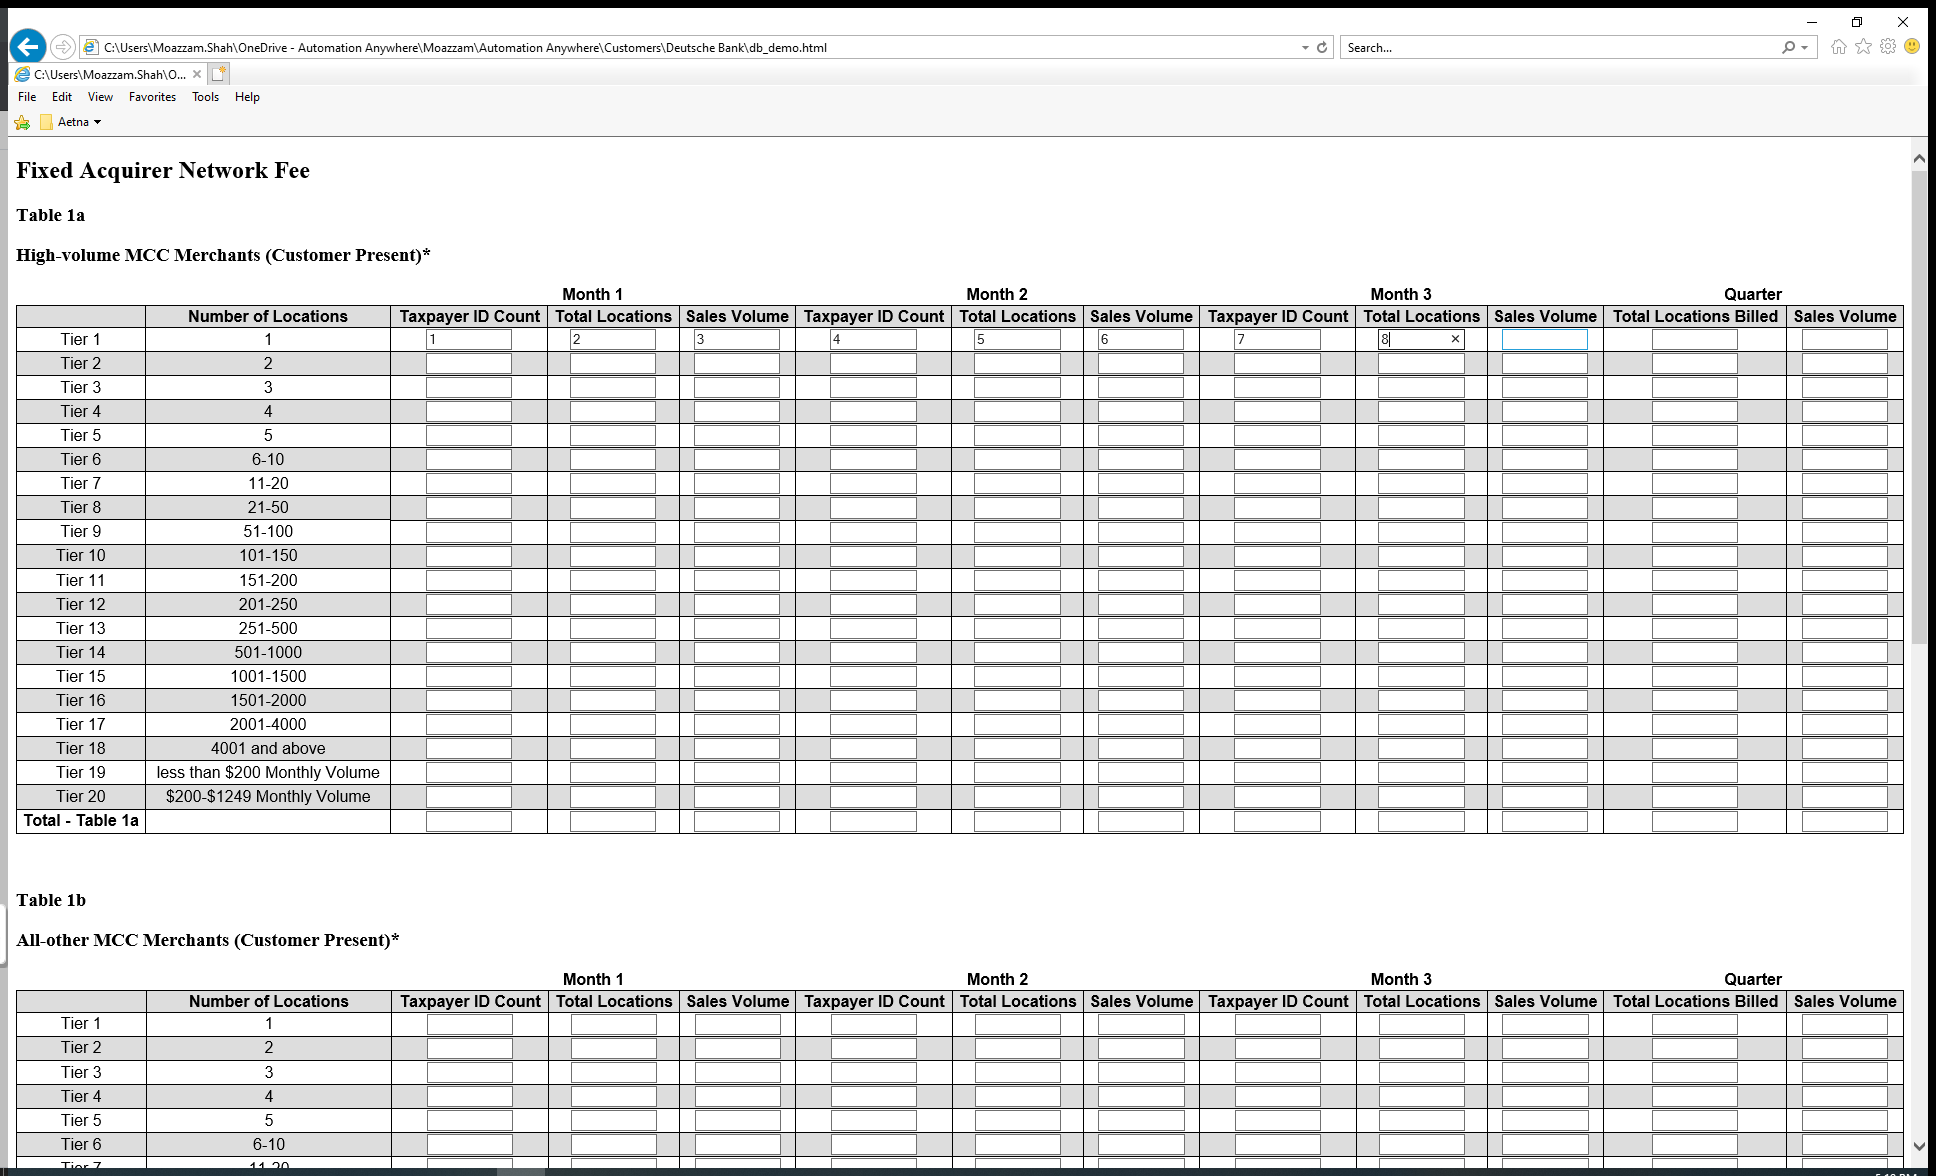 C:\Users\Moazzam.Shah\OneDrive - Automation Anywhere\Moazzam\Automation Anywhere\Customers\Deutsche Bank\db_demo.html
Search...
C:\Users\Moazzam.Shah\O...
File Edit View Favorites Tools Help
Aetna
Fixed Acquirer Network Fee
Table 1a
High-volume MCC Merchants (Customer Present)*
Month 1 Month 2 Month 3 Quarter
Number of Locations Taxpayer ID Count Total Locations Sales Volume Taxpayer ID Count Total Locations Sales Volume Taxpayer ID Count Total Locations Sales Volume Total Locations Billed Sales Volume
Tier 1 1 1 2 3 4 5 6 7 8
Tier 2 2
Tier 3 3
Tier 4 4
Tier 5 5
Tier 6 6-10
Tier 7 11-20
Tier 8 21-50
Tier 9 51-100
Tier 10 101-150
Tier 11 151-200
Tier 12 201-250
Tier 13 251-500
Tier 14 501-1000
Tier 15 1001-1500
Tier 16 1501-2000
Tier 17 2001-4000
Tier 18 4001 and above
Tier 19 less than $200 Monthly Volume
Tier 20 $200-$1249 Monthly Volume
Total - Table 1a
Table 1b
All-other MCC Merchants (Customer Present)*
Month 1 Month 2 Month 3 Quarter
Number of Locations Taxpayer ID Count Total Locations Sales Volume Taxpayer ID Count Total Locations Sales Volume Taxpayer ID Count Total Locations Sales Volume Total Locations Billed Sales Volume
Tier 1 1
Tier 2 2
Tier 3 3
Tier 4 4
Tier 5 5
Tier 6 6-10
Tier 7 11-20